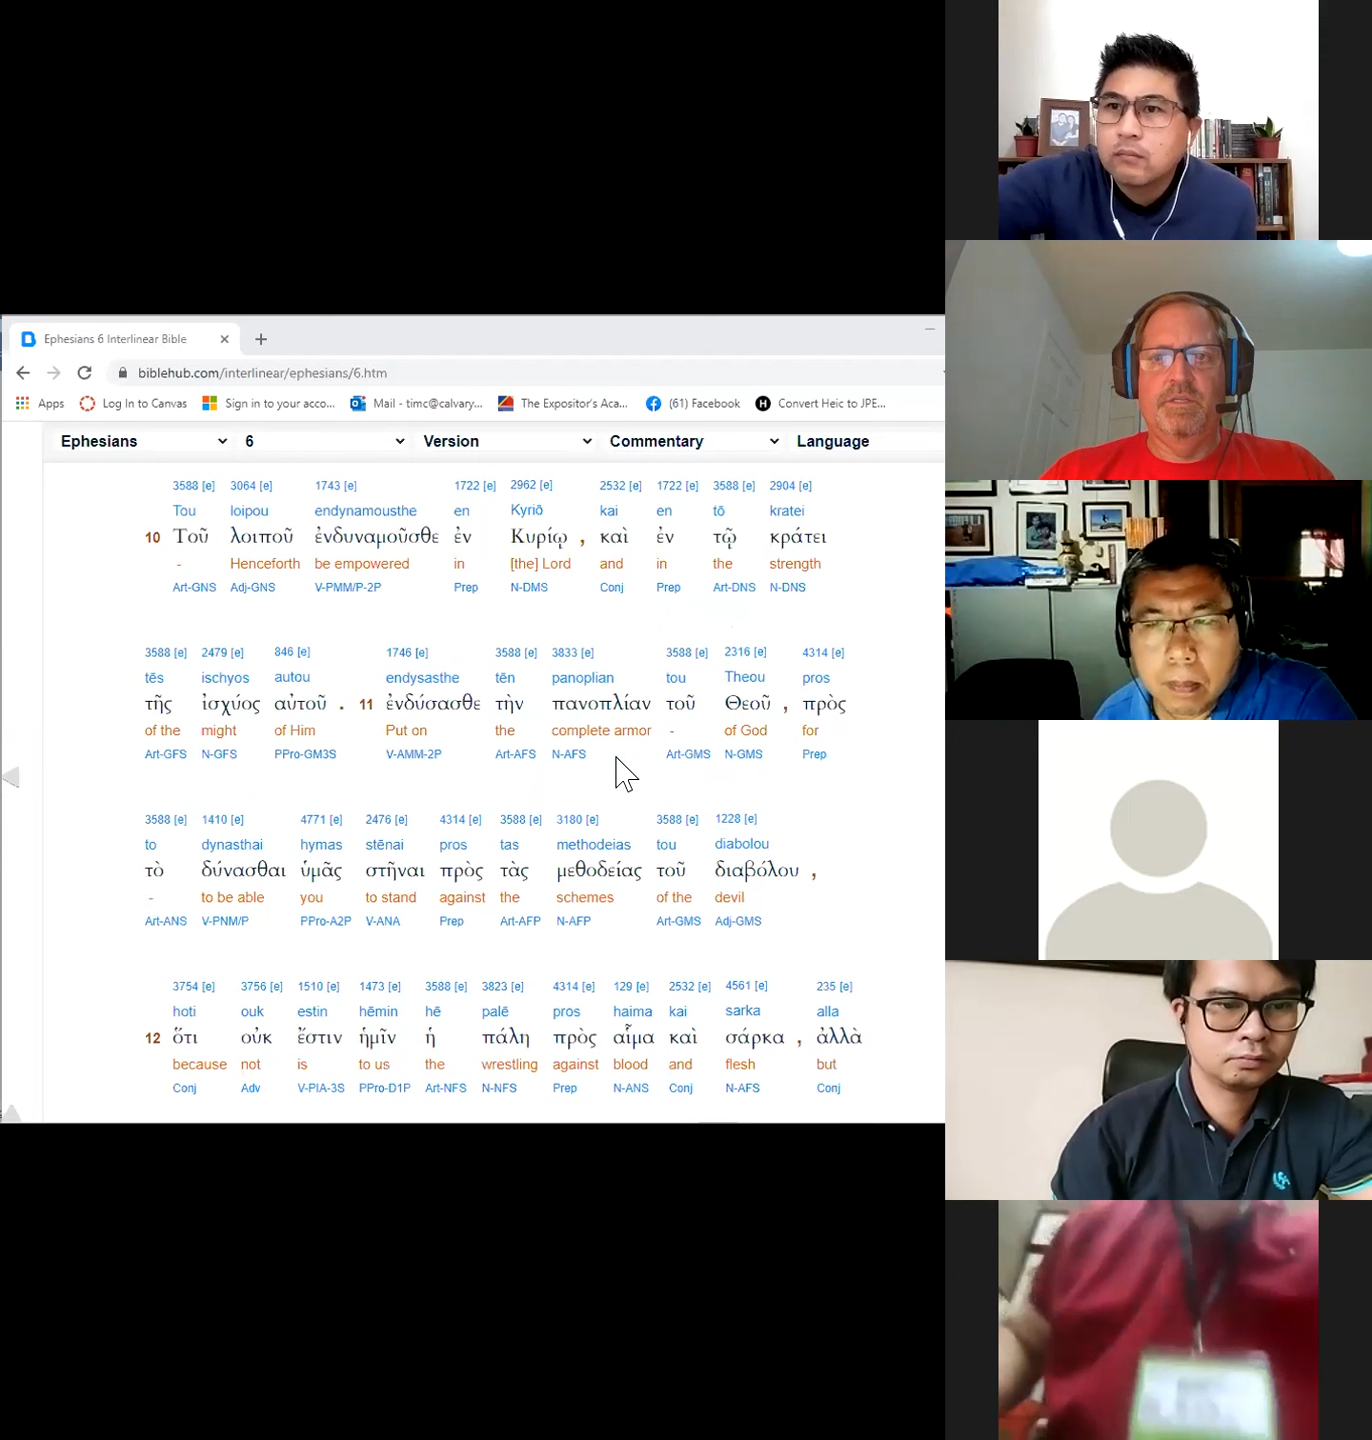 Ephesians 6 Interlinear Bible
biblehub.com/interlinear/ephesians/6.htm
Apps Log In to Canvas Sign in to your acco... Mail - timc@calvary... The Expositor's Aca... (61) Facebook Convert Heic to JPE...
Ephesians 6 Version Commentary Language
3588 [e] 3064 [e] 1743 [e] 1722 [e] 2962 [e] 2532 [e] 1722 [e] 3588 [e] 2904 [e]
Tou loipou endynamousthe en Kyriō kai en tō kratei
10 Τοῦ λοιποῦ ἐνδυναμοῦσθε ἐν Κυρίῳ , καὶ ἐν τῷ κράτει
- Henceforth be empowered in [the] Lord and in the strength
Art-GNS Adj-GNS V-PMM/P-2P Prep N-DMS Conj Prep Art-DNS N-DNS
3588 [e] 2479 [e] 846 [e] 1746 [e] 3588 [e] 3833 [e] 3588 [e] 2316 [e] 4314 [e]
tēs ischyos autou endysasthe tēn panoplian tou Theou pros
τῆς ἰσχύος αὐτοῦ . 11 ἐνδύσασθε τὴν πανοπλίαν τοῦ Θεοῦ , πρὸς
of the might of Him Put on the complete armor - of God for
Art-GFS N-GFS PPro-GM3S V-AMM-2P Art-AFS N-AFS Art-GMS N-GMS Prep
3588 [e] 1410 [e] 4771 [e] 2476 [e] 4314 [e] 3588 [e] 3180 [e] 3588 [e] 1228 [e]
to dynasthai hymas stēnai pros tas methodeias tou diabolou
τὸ δύνασθαι ὑμᾶς στῆναι πρὸς τὰς μεθοδείας τοῦ διαβόλου ,
- to be able you to stand against the schemes of the devil
Art-ANS V-PNM/P PPro-A2P V-ANA Prep Art-AFP N-AFP Art-GMS Adj-GMS
3754 [e] 3756 [e] 1510 [e] 1473 [e] 3588 [e] 3823 [e] 4314 [e] 129 [e] 2532 [e] 4561 [e] 235 [e]
hoti ouk estin hēmin hē palē pros haima kai sarka alla
12 ὅτι οὐκ ἔστιν ἡμῖν ἡ πάλη πρὸς αἷμα καὶ σάρκα , ἀλλὰ
because not is to us the wrestling against blood and flesh but
Conj Adv V-PIA-3S PPro-D1P Art-NFS N-NFS Prep N-ANS Conj N-AFS Conj